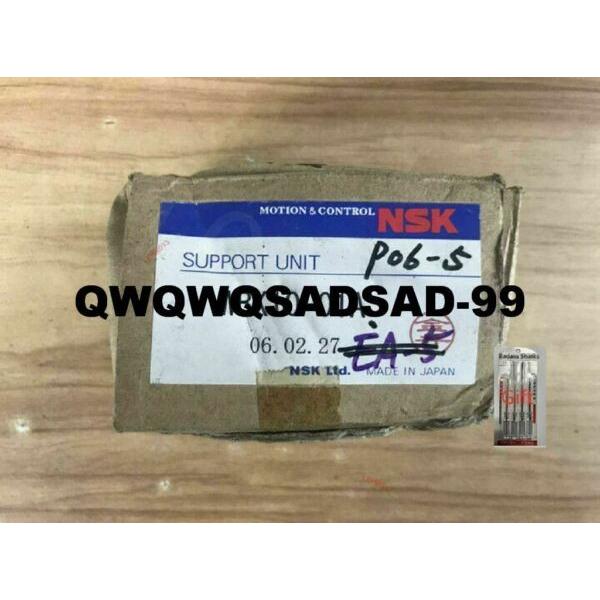 MOTION & CONTROL NSK
SUPPORT UNIT
P06-5
QWQWQSADSAD-99
06.02.27
EA-5
NSK Ltd. MADE IN JAPAN
Gift